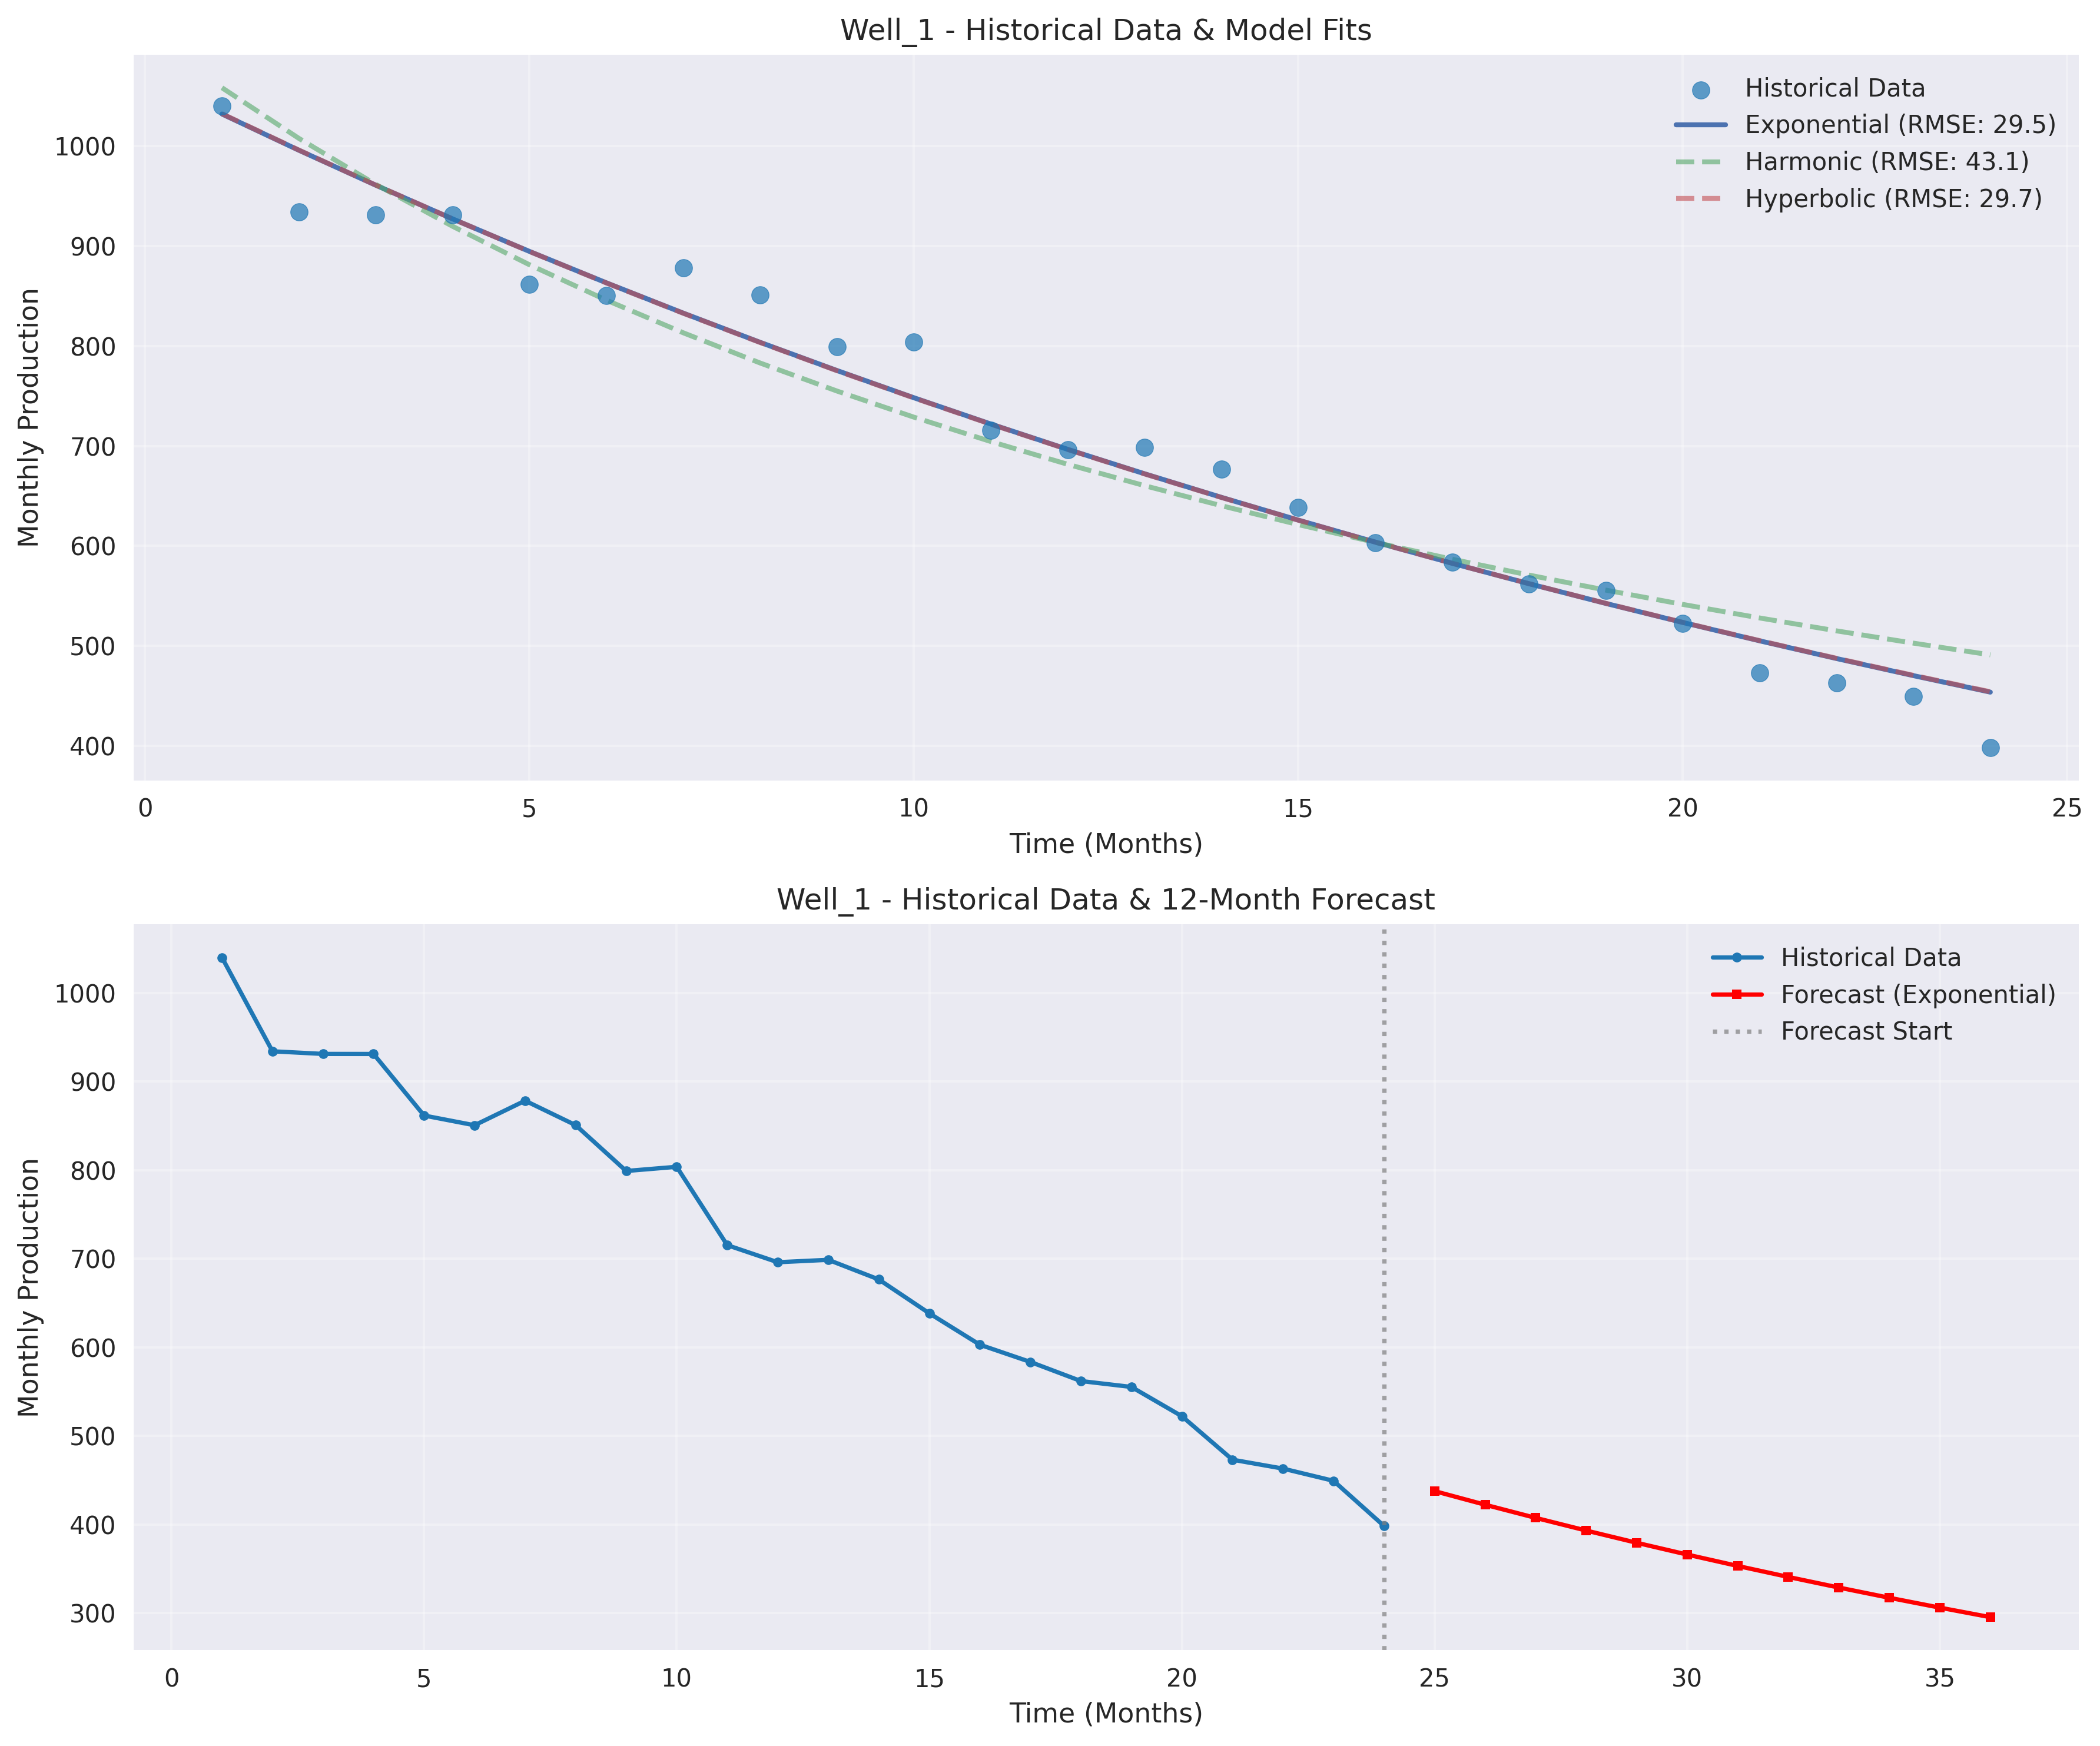 Well_1 - Historical Data & Model Fits
Historical Data
Exponential (RMSE: 29.5)
Harmonic (RMSE: 43.1)
Hyperbolic (RMSE: 29.7)
Monthly Production
1000
900
800
700
600
500
400
0 5 10 15 20 25
Time (Months)
Well_1 - Historical Data & 12-Month Forecast
Historical Data
Forecast (Exponential)
Forecast Start
Monthly Production
1000
900
800
700
600
500
400
300
0 5 10 15 20 25 30 35
Time (Months)